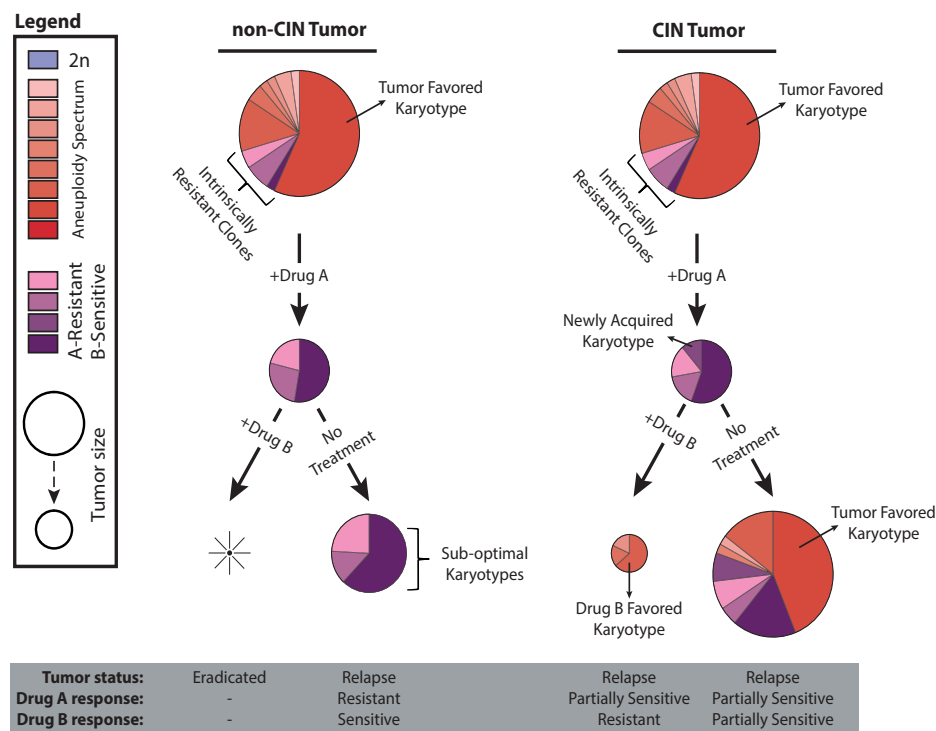 Legend
2n
Aneuploidy Spectrum
A-Resistant
B-Sensitive
Tumor size
non-CIN Tumor
Tumor Favored
Karyotype
Intrinsically
Resistant Clones
+Drug A
+Drug B
No
Treatment
Sub-optimal
Karyotypes
CIN Tumor
Tumor Favored
Karyotype
Intrinsically
Resistant Clones
+Drug A
Newly Acquired
Karyotype
+Drug B
No
Treatment
Drug B Favored
Karyotype
Tumor Favored
Karyotype
Tumor status: Eradicated Relapse Relapse Relapse
Drug A response: - Resistant Partially Sensitive Partially Sensitive
Drug B response: - Sensitive Resistant Partially Sensitive